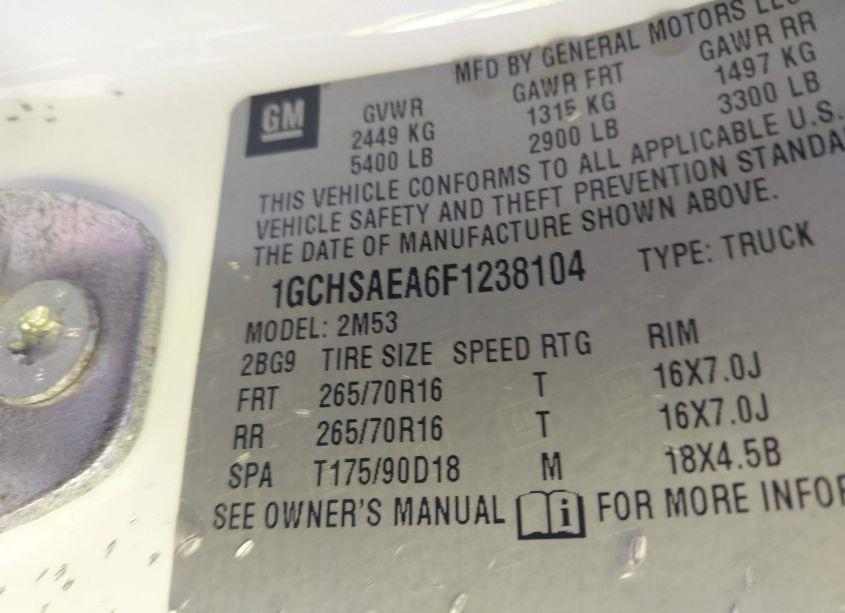 MFD BY GENERAL MOTORS LLC
GM GVWR GAWR FRT GAWR RR
2449 KG 1315 KG 1497 KG
5400 LB 2900 LB 3300 LB
THIS VEHICLE CONFORMS TO ALL APPLICABLE U.S.
VEHICLE SAFETY AND THEFT PREVENTION STANDA
THE DATE OF MANUFACTURE SHOWN ABOVE.
1GCHSAEA6F1238104 TYPE: TRUCK
MODEL: 2M53
2BG9 TIRE SIZE SPEED RTG RIM
FRT 265/70R16 T 16X7.0J
RR 265/70R16 T 16X7.0J
SPA T175/90D18 M 18X4.5B
SEE OWNER'S MANUAL i FOR MORE INFOR